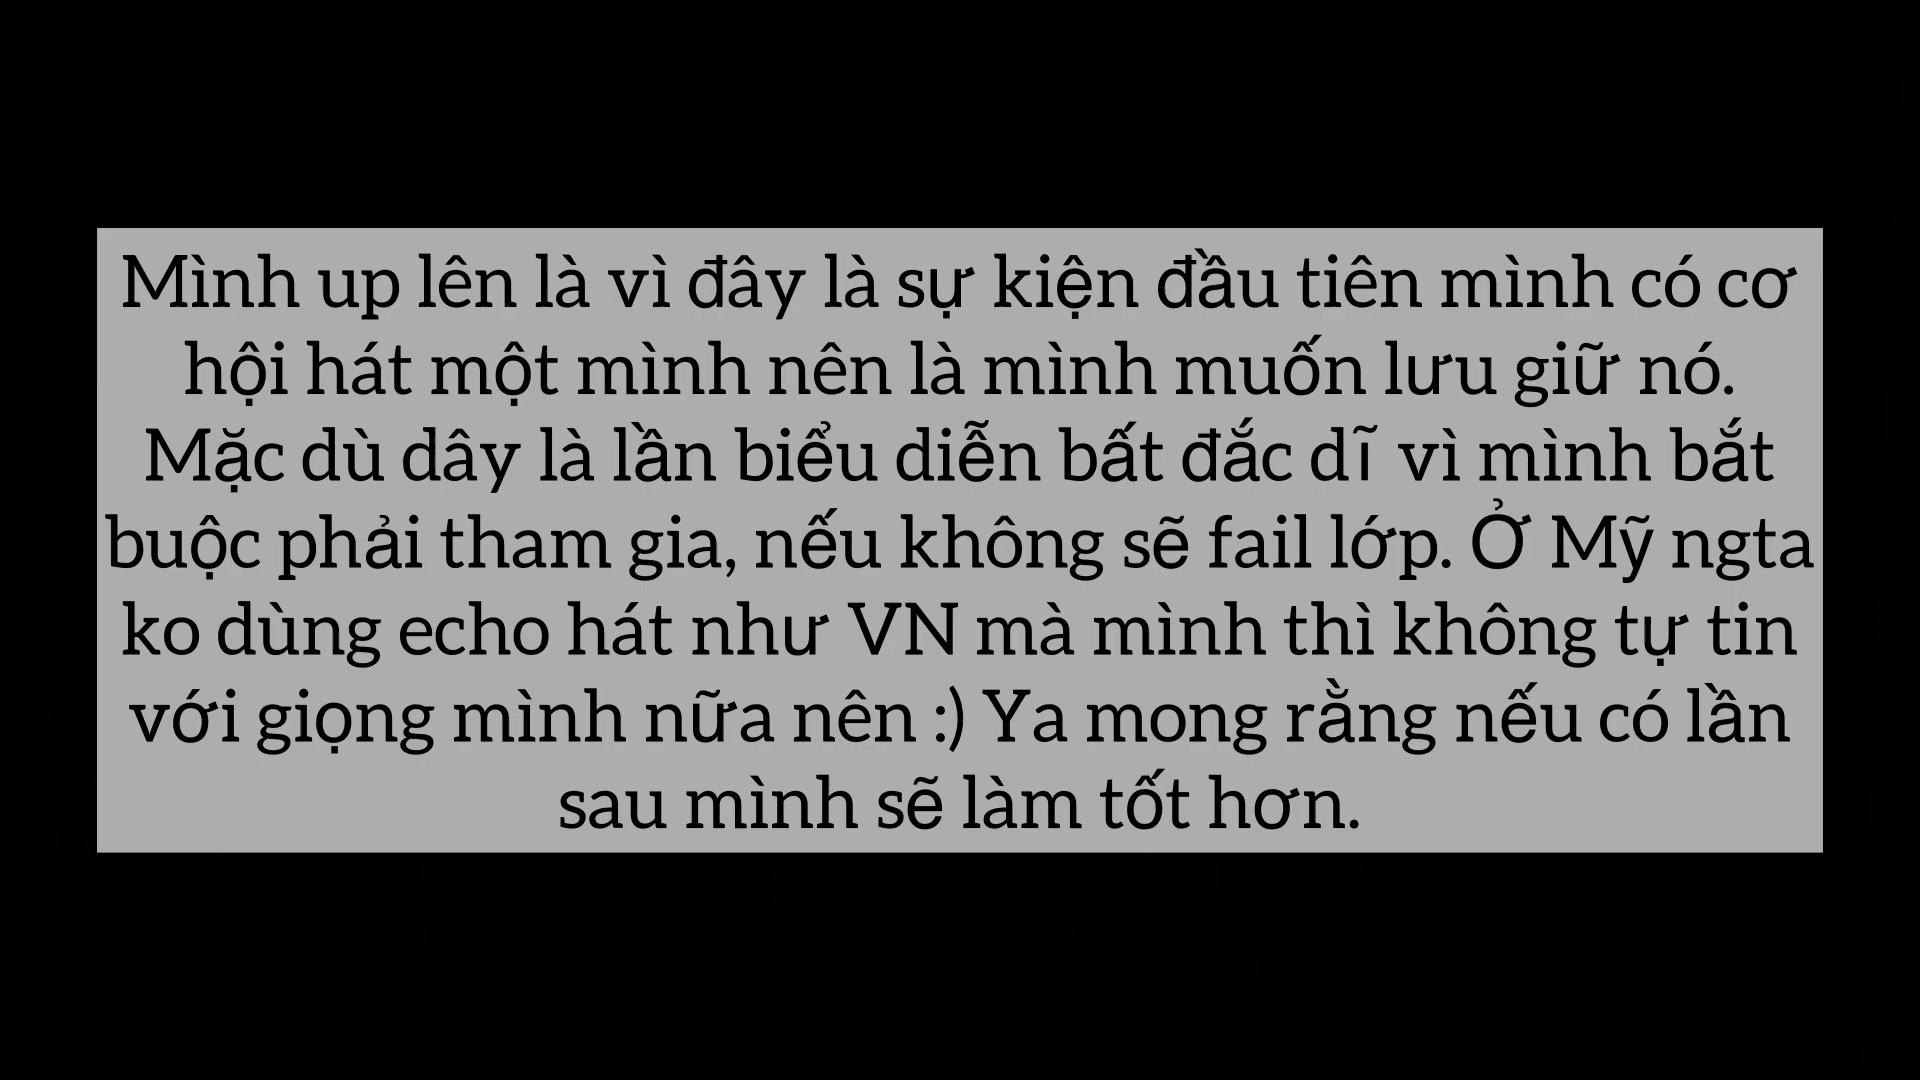 Mình up lên là vì đây là sự kiện đầu tiên mình có cơ
hội hát một mình nên là mình muốn lưu giữ nó.
Mặc dù dây là lần biểu diễn bất đắc dĩ vì mình bắt
buộc phải tham gia, nếu không sẽ fail lớp. Ở Mỹ ngta
ko dùng echo hát như VN mà mình thì không tự tin
với giọng mình nữa nên :) Ya mong rằng nếu có lần
sau mình sẽ làm tốt hơn.